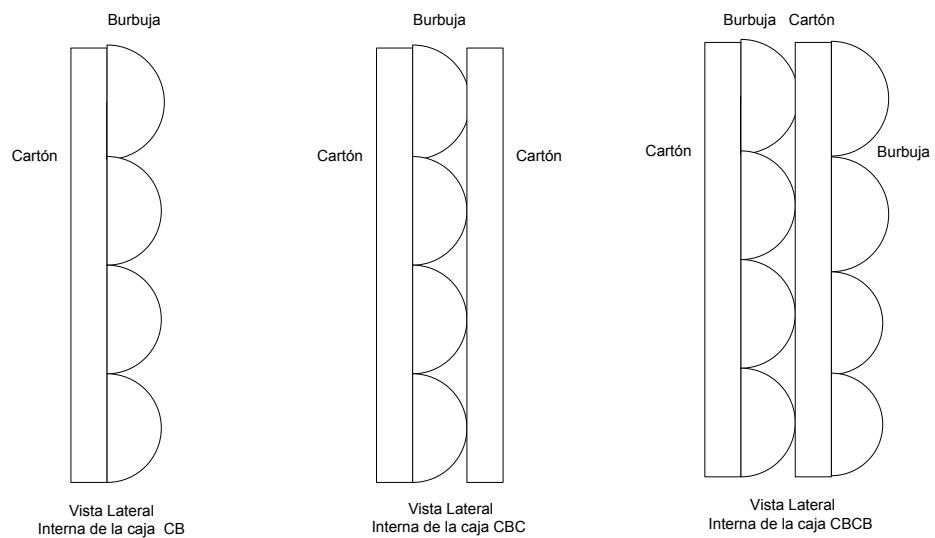 Burbuja
Cartón
Vista Lateral
Interna de la caja  CB
Burbuja
Cartón
Cartón
Vista Lateral
Interna de la caja CBC
Burbuja
Cartón
Cartón
Burbuja
Vista Lateral
Interna de la caja CBCB